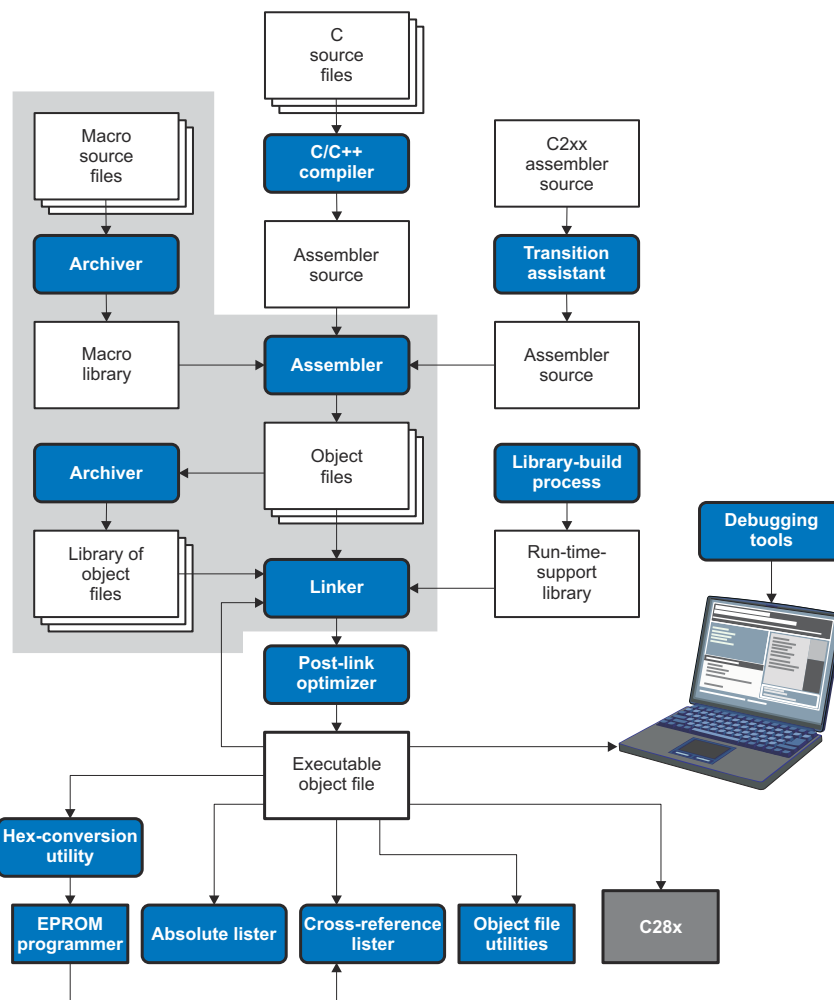 C
source
files
Macro
source
files
C/C++
compiler
C2xx
assembler
source
Archiver
Assembler
source
Transition
assistant
Macro
library
Assembler
Assembler
source
Archiver
Object
files
Library-build
process
Debugging
tools
Library of
object
files
Linker
Run-time-
support
library
Post-link
optimizer
Executable
object file
Hex-conversion
utility
EPROM
programmer
Absolute lister
Cross-reference
lister
Object file
utilities
C28x